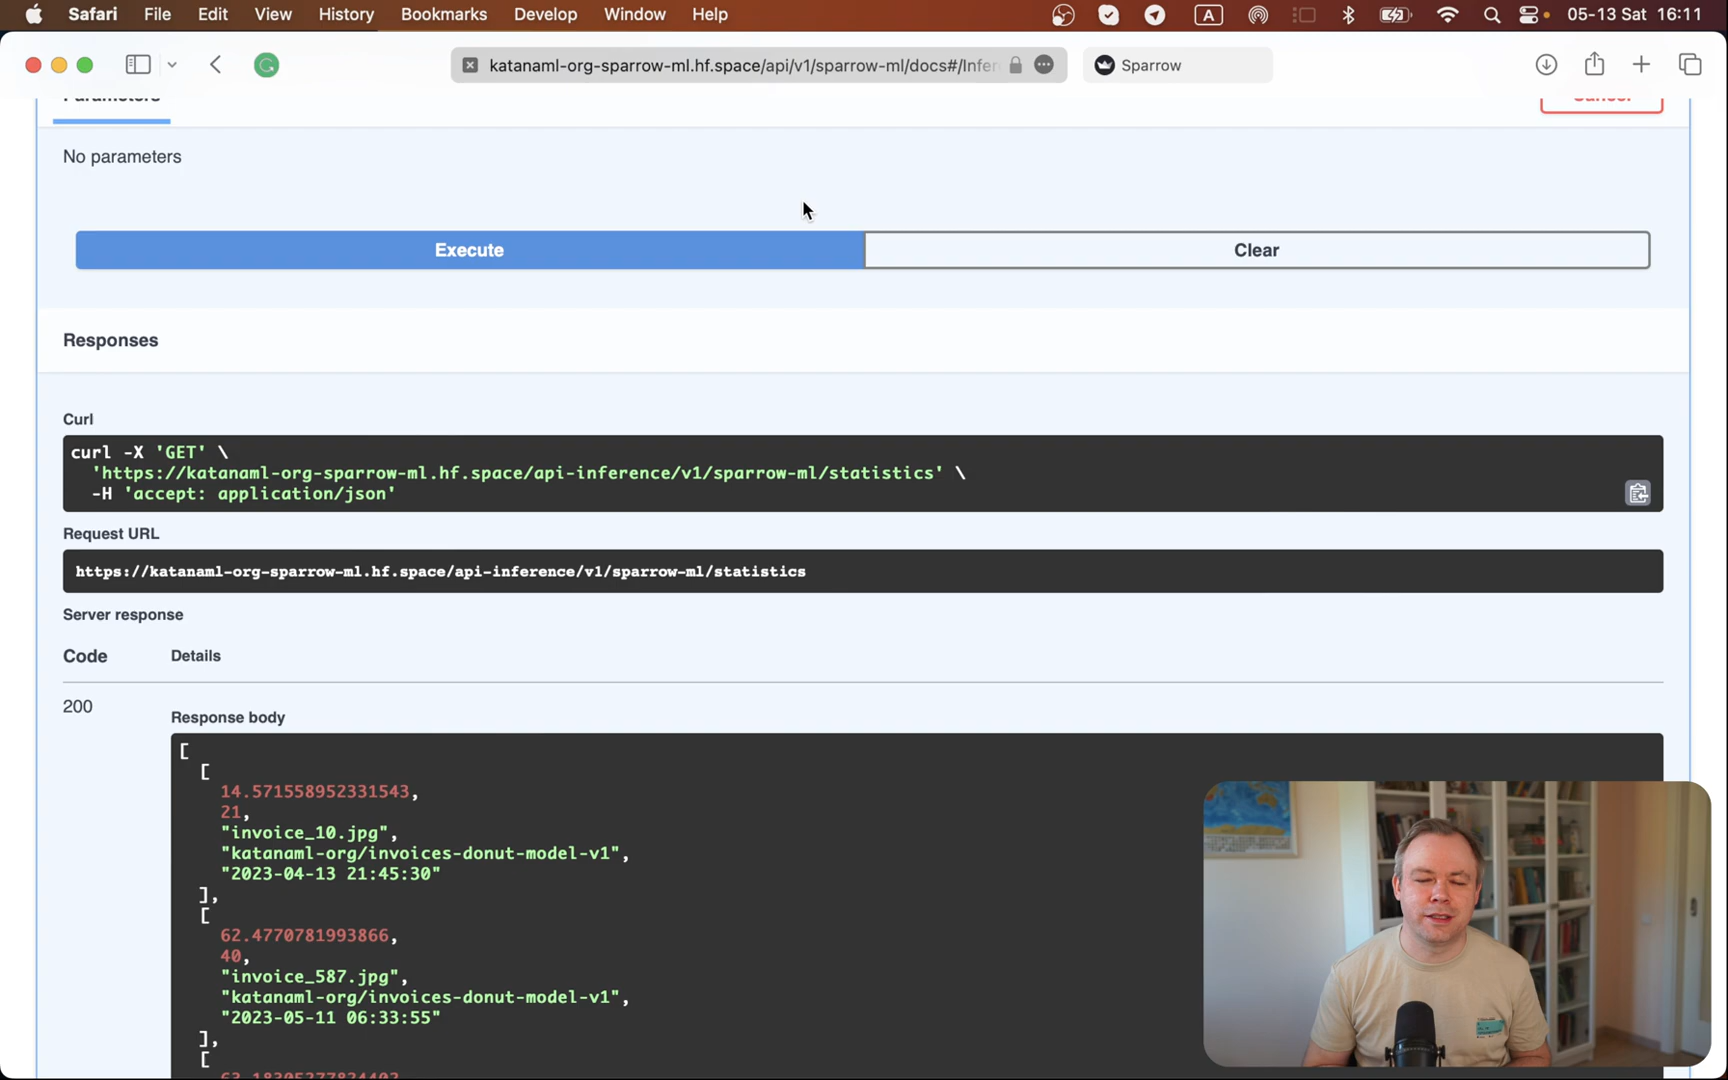 Safari File Edit View History Bookmarks Develop Window Help A 05-13 Sat 16:11
katanaml-org-sparrow-ml.hf.space/api/v1/sparrow-ml/docs#/Infer Sparrow
Parameters Cancel
No parameters
Execute Clear
Responses
Curl
curl -X 'GET' \
'https://katanaml-org-sparrow-ml.hf.space/api-inference/v1/sparrow-ml/statistics' \
-H 'accept: application/json'
Request URL
https://katanaml-org-sparrow-ml.hf.space/api-inference/v1/sparrow-ml/statistics
Server response
Code Details
200
Response body
[
[
14.571558952331543,
21,
"invoice_10.jpg",
"katanaml-org/invoices-donut-model-v1",
"2023-04-13 21:45:30"
],
[
62.4770781993866,
40,
"invoice_587.jpg",
"katanaml-org/invoices-donut-model-v1",
"2023-05-11 06:33:55"
],
[
63.18305277824402,